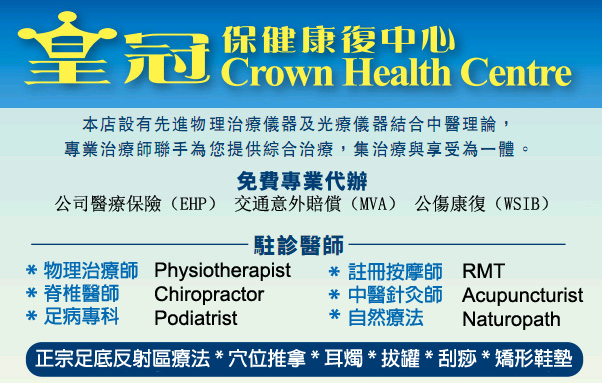 皇冠 保健康復中心
Crown Health Centre
本店設有先進物理治療儀器及光療儀器結合中醫理論，
專業治療師聯手為您提供綜合治療，集治療與享受為一體。
免費專業代辦
公司醫療保險（EHP） 交通意外賠償（MVA） 公傷康復（WSIB）
駐診醫師
* 物理治療師 Physiotherapist
* 脊椎醫師 Chiropractor
* 足病專科 Podiatrist
* 註冊按摩師 RMT
* 中醫針灸師 Acupuncturist
* 自然療法 Naturopath
正宗足底反射區療法 * 穴位推拿 * 耳燭 * 拔罐 * 刮痧 * 矯形鞋墊